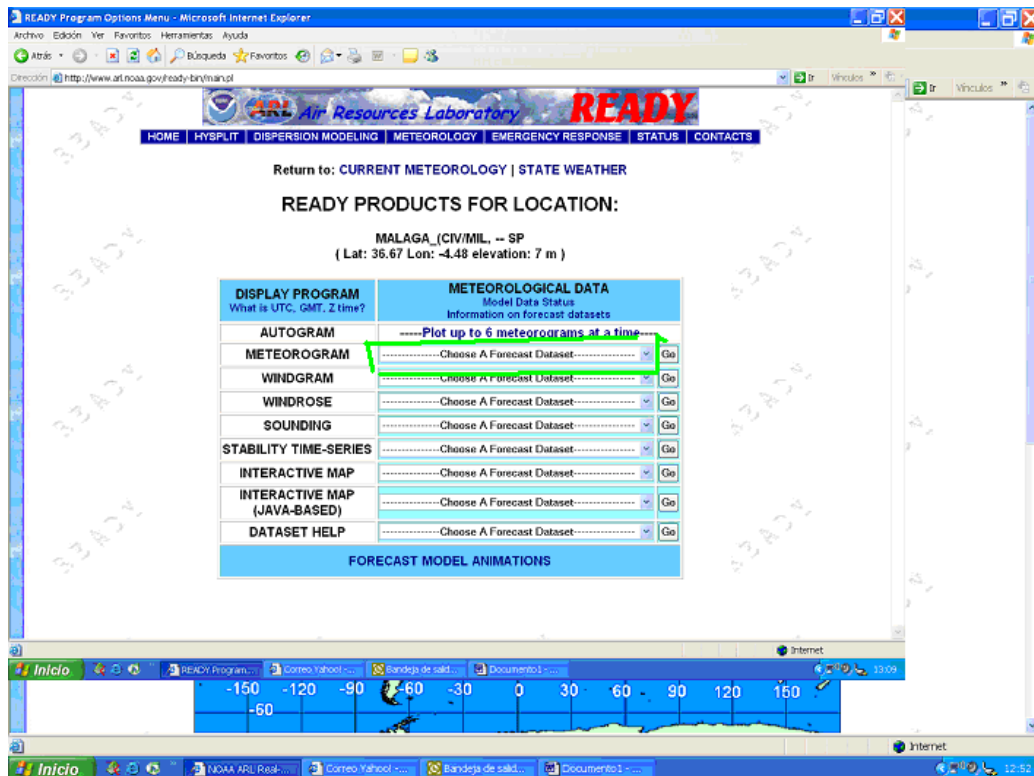 READY Program Options Menu - Microsoft Internet Explorer
Archivo Edición Ver Favoritos Herramientas Ayuda
Atrás Búsqueda Favoritos
Dirección http://www.arl.noaa.gov/ready-bin/main.pl Ir Vínculos »
Ir Vínculos »
ARL Air Resources Laboratory READY
HOME HYSPLIT DISPERSION MODELING METEOROLOGY EMERGENCY RESPONSE STATUS CONTACTS
Return to: CURRENT METEOROLOGY | STATE WEATHER
READY PRODUCTS FOR LOCATION:
MALAGA_(CIV/MIL, -- SP
( Lat: 36.67 Lon: -4.48 elevation: 7 m )
DISPLAY PROGRAM
What is UTC, GMT, Z time?
METEOROLOGICAL DATA
Model Data Status
Information on forecast datasets
AUTOGRAM -----Plot up to 6 meteorograms at a time----
METEOROGRAM ---------------Choose A Forecast Dataset---------------- Go
WINDGRAM ---------------Choose A Forecast Dataset---------------- Go
WINDROSE ---------------Choose A Forecast Dataset---------------- Go
SOUNDING ---------------Choose A Forecast Dataset---------------- Go
STABILITY TIME-SERIES ---------------Choose A Forecast Dataset---------------- Go
INTERACTIVE MAP ---------------Choose A Forecast Dataset---------------- Go
INTERACTIVE MAP
(JAVA-BASED) ---------------Choose A Forecast Dataset---------------- Go
DATASET HELP ---------------Choose A Forecast Dataset---------------- Go
FORECAST MODEL ANIMATIONS
Internet
Inicio READY Program... Correo Yahoo! -... Bandeja de salid... Documento1 -... 13:09
-150 -120 -90 -60 -30 0 30 60 90 120 150
-60
Internet
Inicio NOAA ARL Real-... Correo Yahoo! -... Bandeja de salid... Documento1 -... 12:52